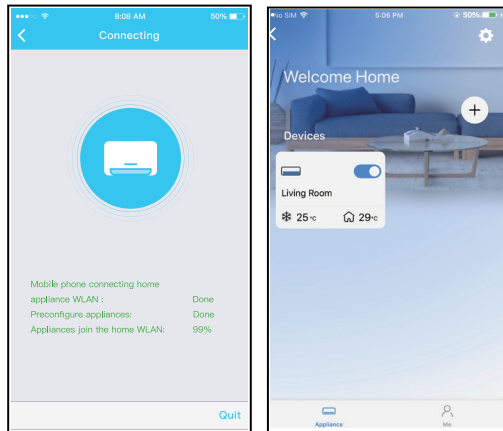 8:08 AM
50%
Connecting
Mobile phone connecting home
appliance WLAN : Done
Preconfigure appliances: Done
Appliances join the home WLAN: 99%
Quit
No SIM
5:06 PM
50%
Welcome Home
+
Devices
Living Room
25°C
29°C
Appliance
Me